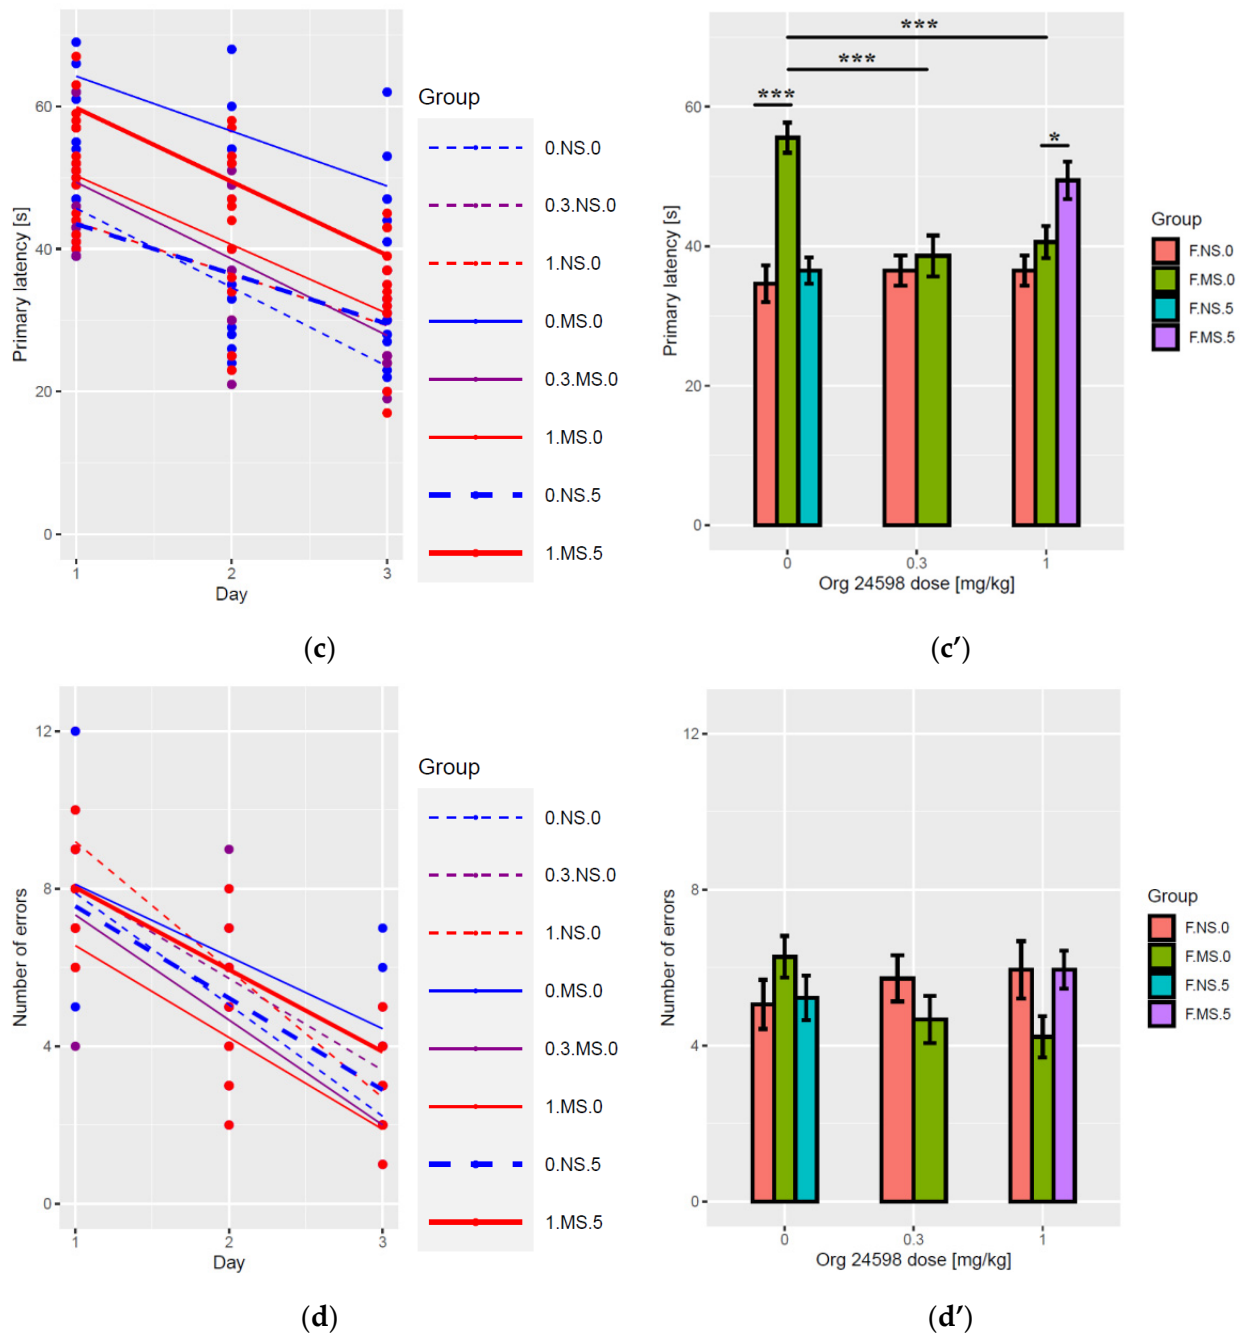 Primary latency [s]
60
40
20
0
1
2
3
Day
Group
0.NS.0
0.3.NS.0
1.NS.0
0.MS.0
0.3.MS.0
1.MS.0
0.NS.5
1.MS.5
(c)
Primary latency [s]
60
40
20
0
***
***
***
*
0
0.3
1
Org 24598 dose [mg/kg]
Group
F.NS.0
F.MS.0
F.NS.5
F.MS.5
(c′)
Number of errors
12
8
4
0
1
2
3
Day
Group
0.NS.0
0.3.NS.0
1.NS.0
0.MS.0
0.3.MS.0
1.MS.0
0.NS.5
1.MS.5
(d)
Number of errors
12
8
4
0
0
0.3
1
Org 24598 dose [mg/kg]
Group
F.NS.0
F.MS.0
F.NS.5
F.MS.5
(d′)